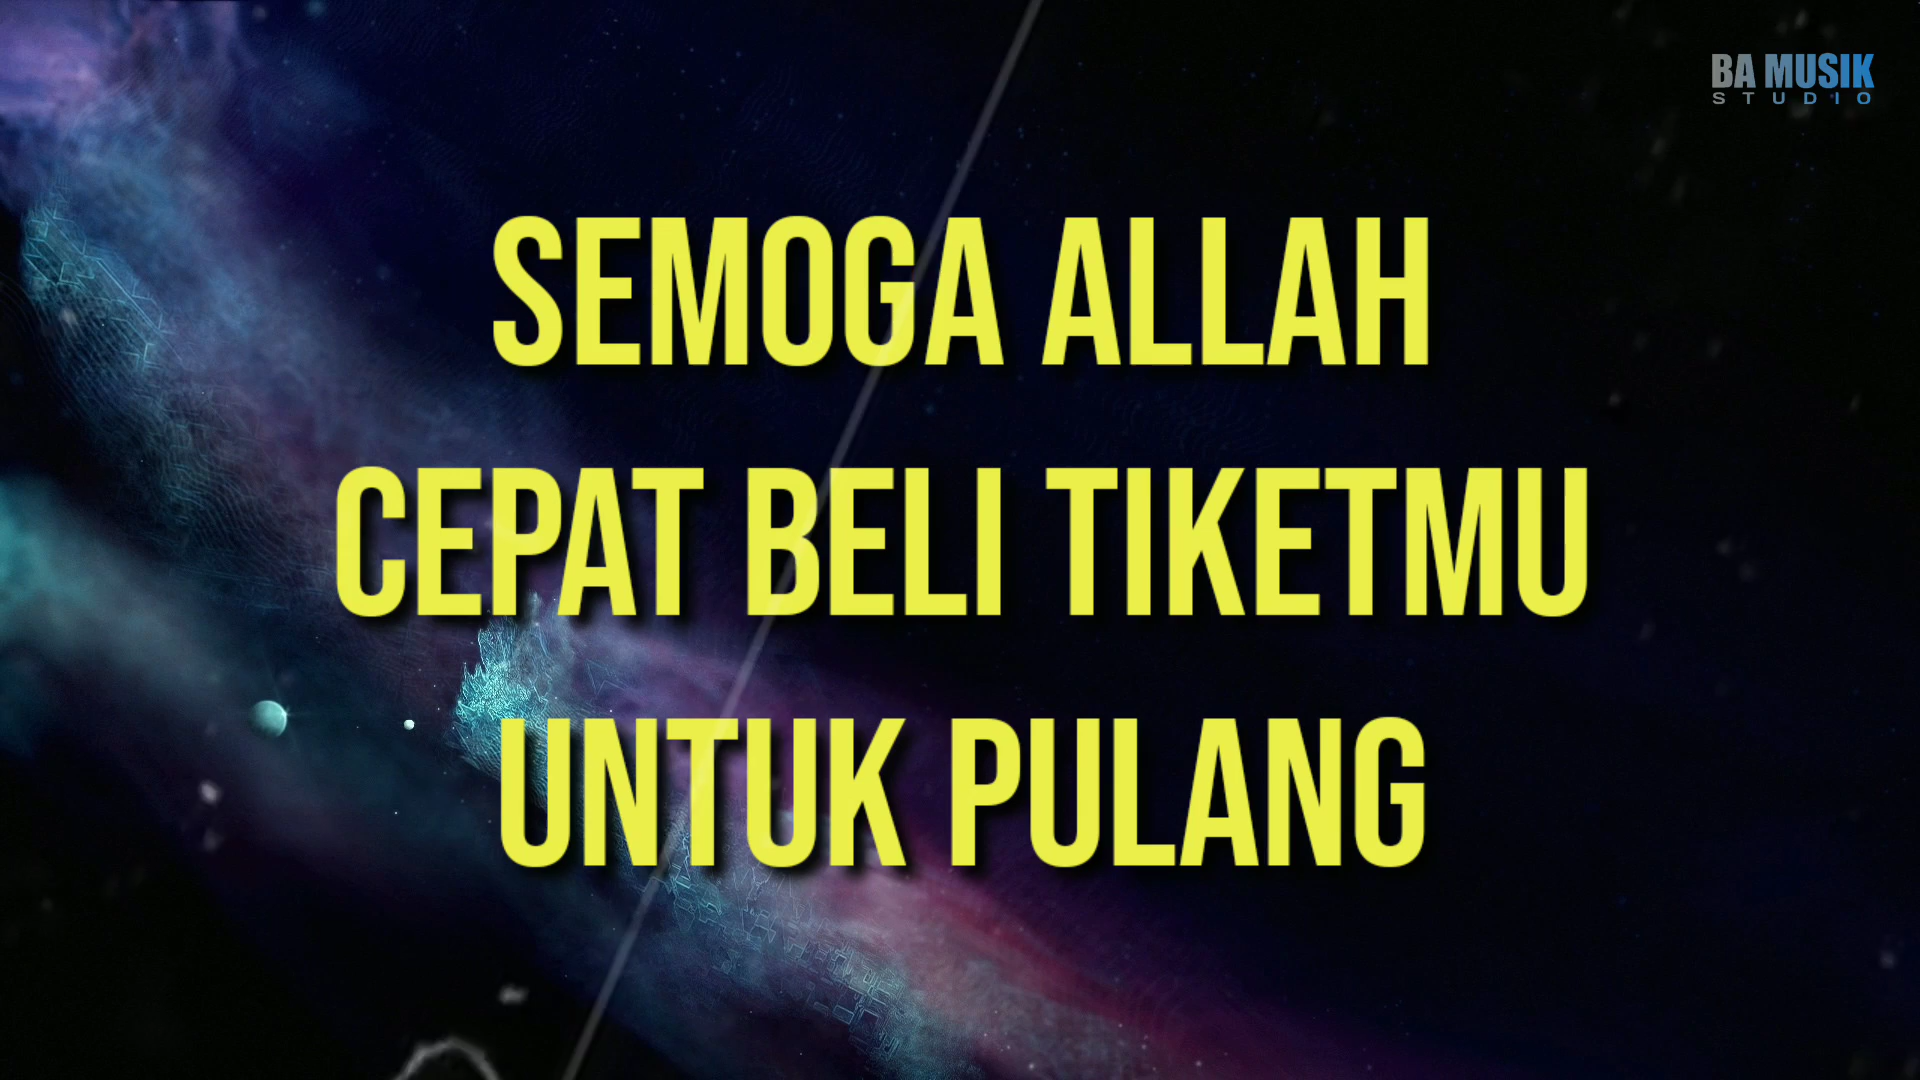 BA MUSIK
STUDIO
SEMOGA ALLAH
CEPAT BELI TIKETMU
UNTUK PULANG